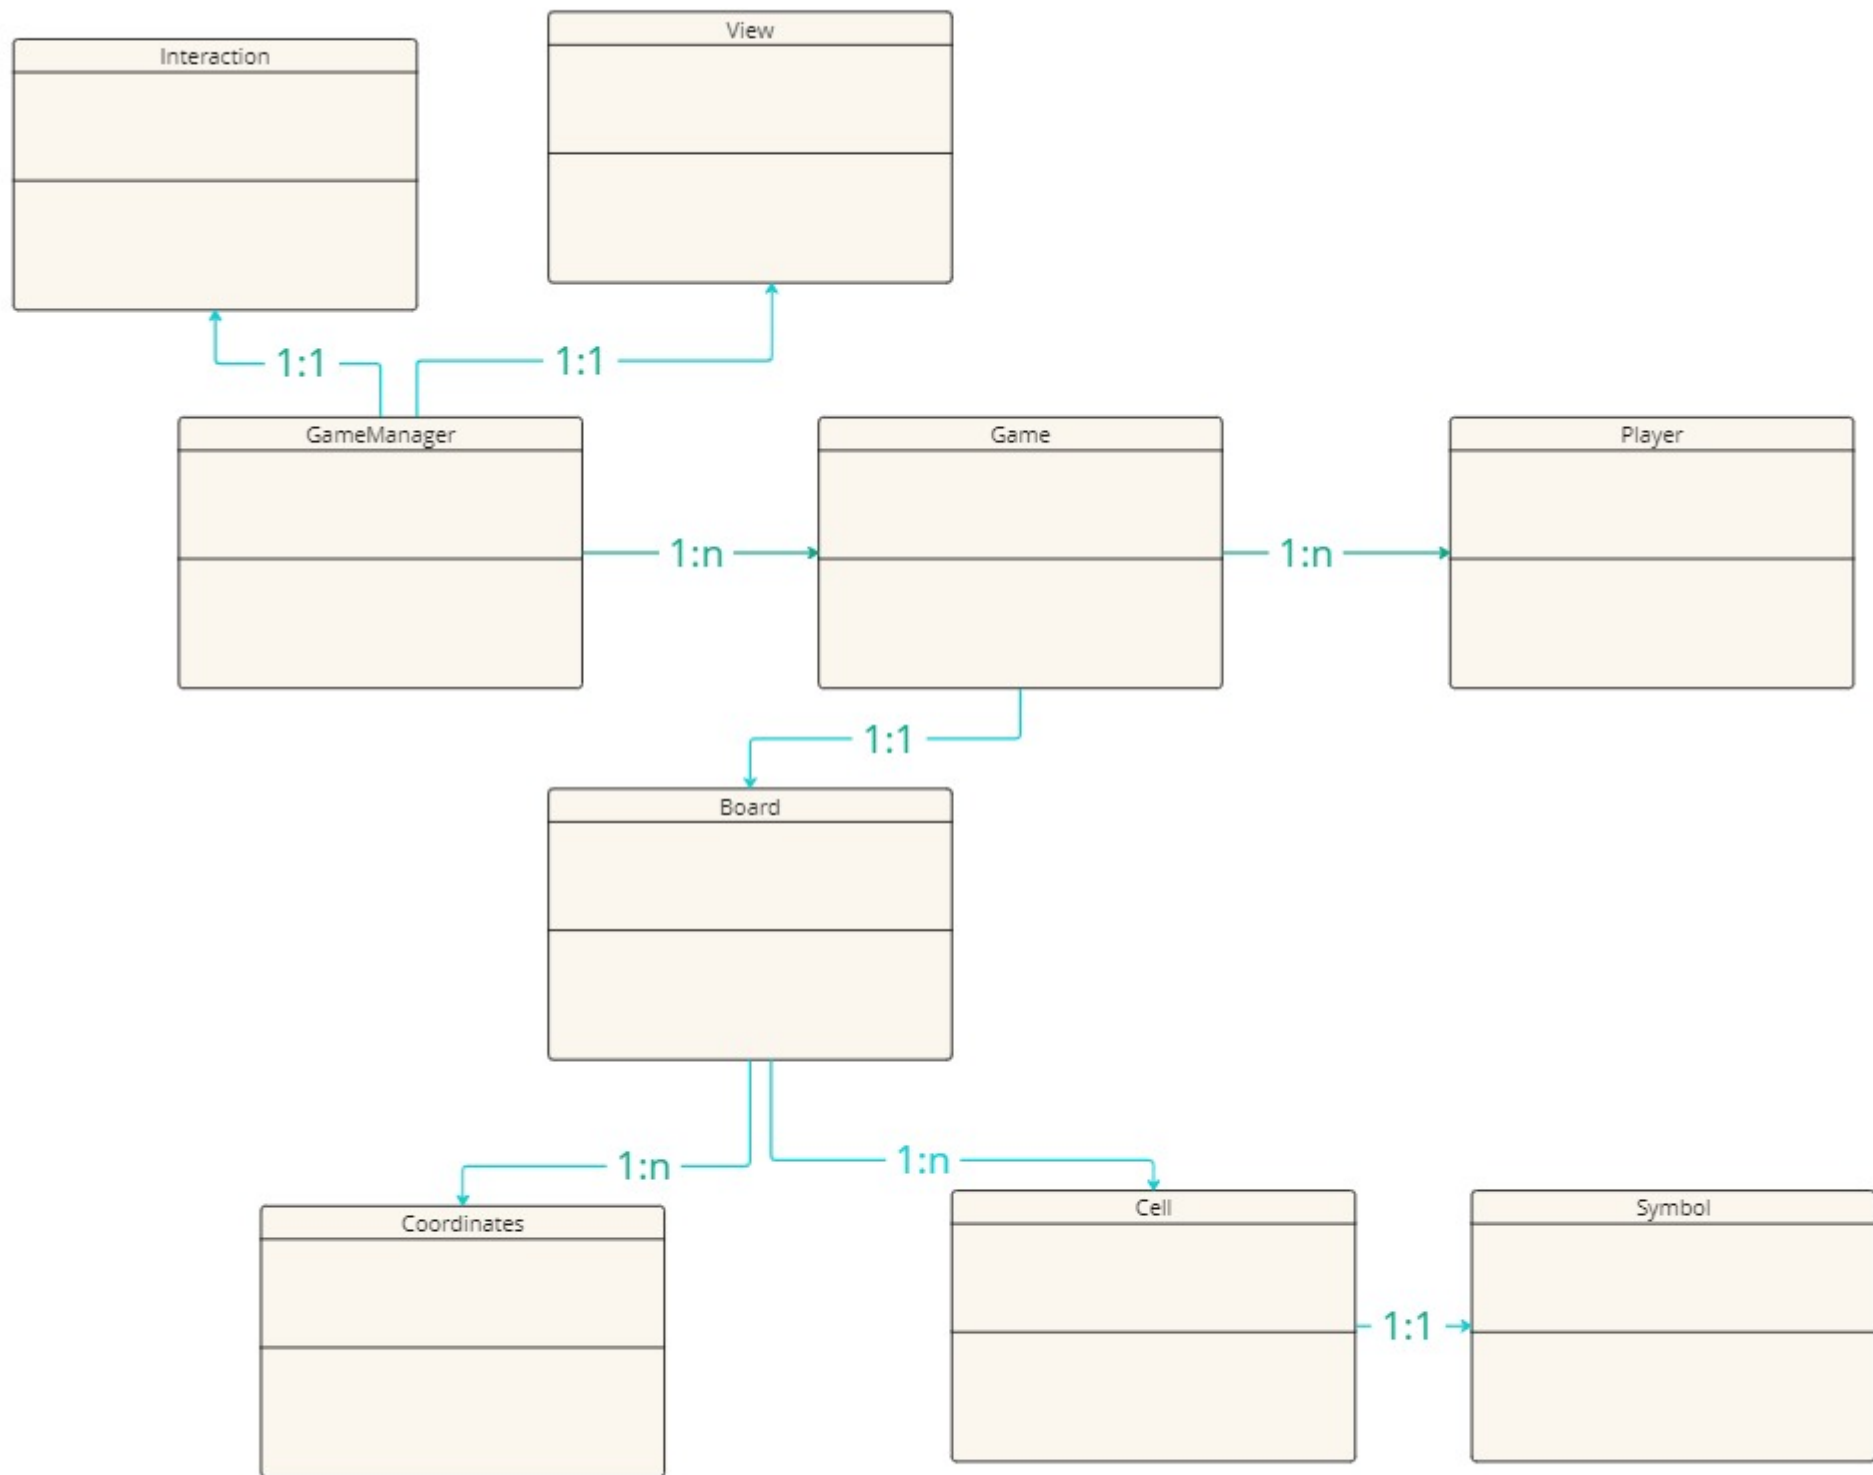 View
Interaction
1:1
1:1
GameManager
Game
Player
1:n
1:n
1:1
Board
1:n
1:n
Coordinates
Cell
Symbol
1:1